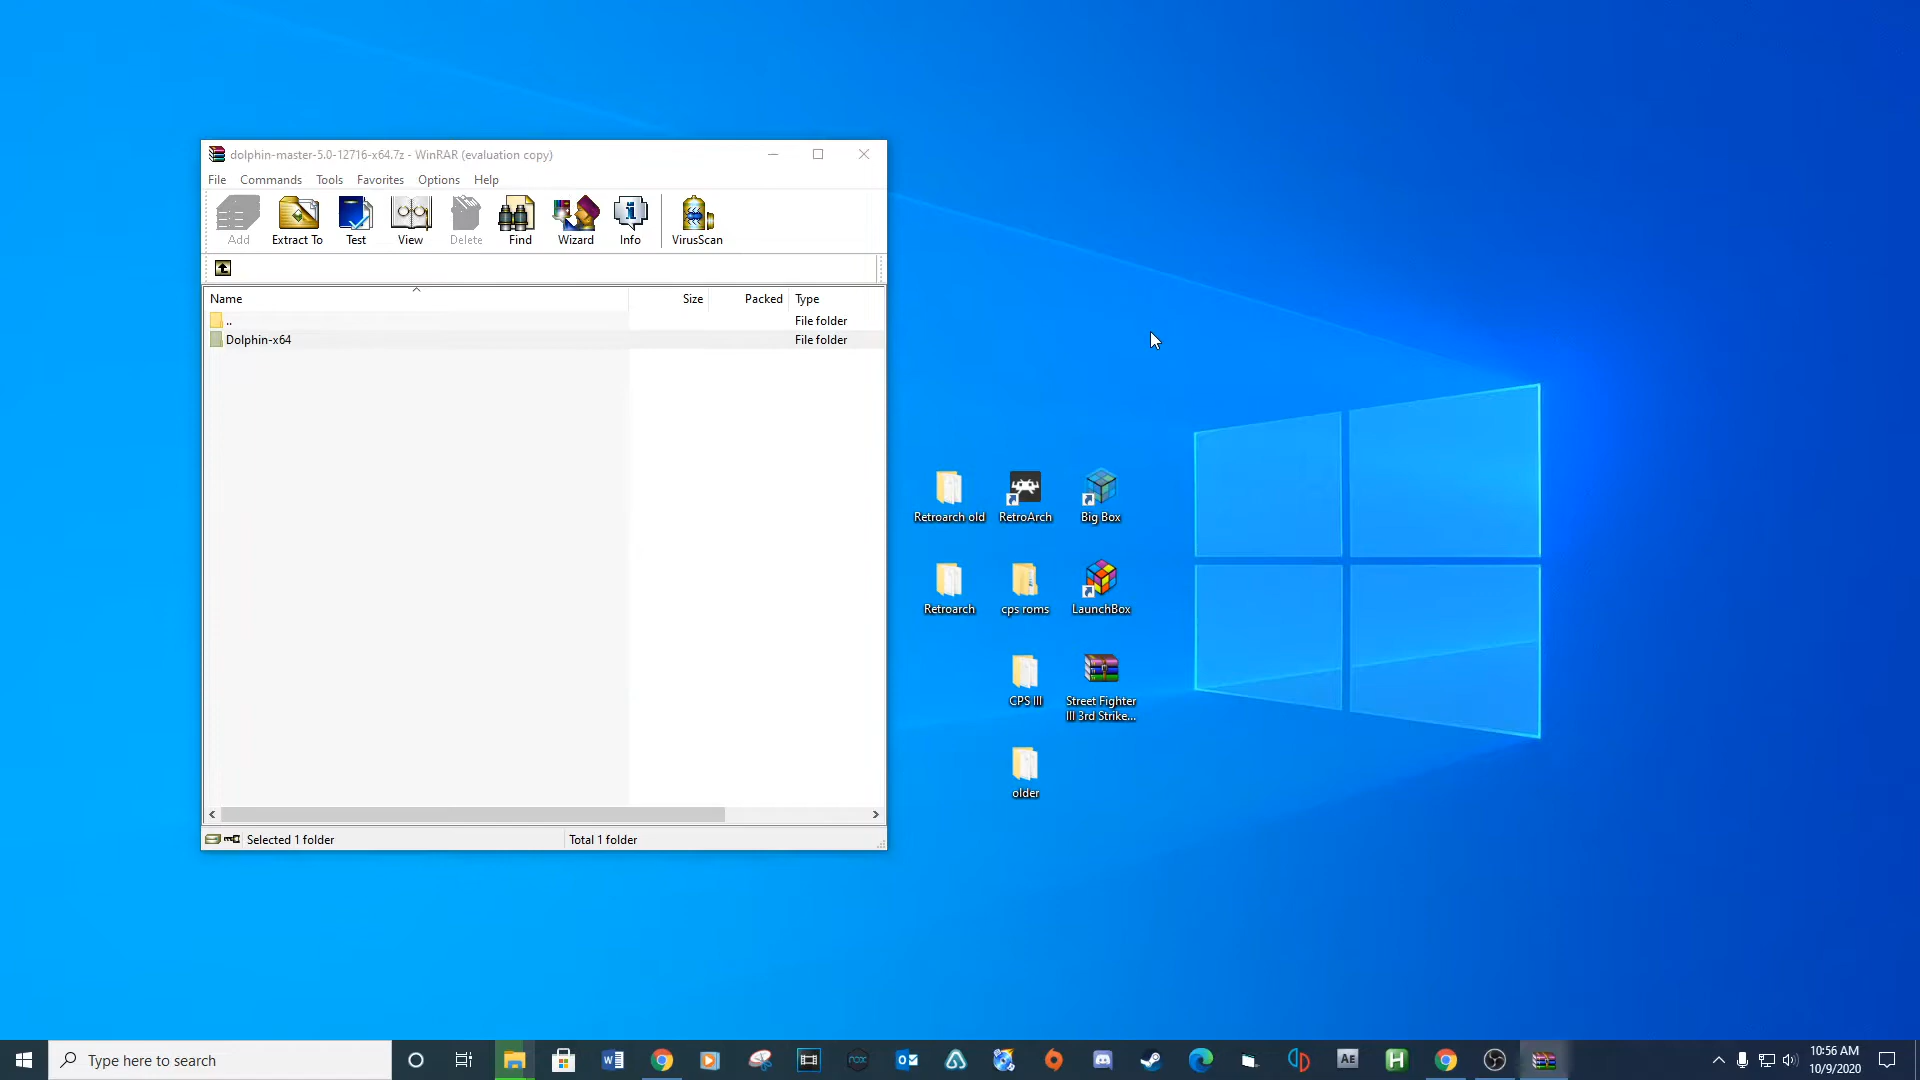 dolphin-master-5.0-12716-x64.7z - WinRAR (evaluation copy)
File Commands Tools Favorites Options Help
Add Extract To Test View Delete Find Wizard Info VirusScan
Name Size Packed Type
.. File folder
Dolphin-x64 File folder
Selected 1 folder Total 1 folder
Retroarch old RetroArch Big Box
Retroarch cps roms LaunchBox
CPS III Street Fighter
III 3rd Strike...
older
Type here to search
nox
AE
H
10:56 AM
10/9/2020